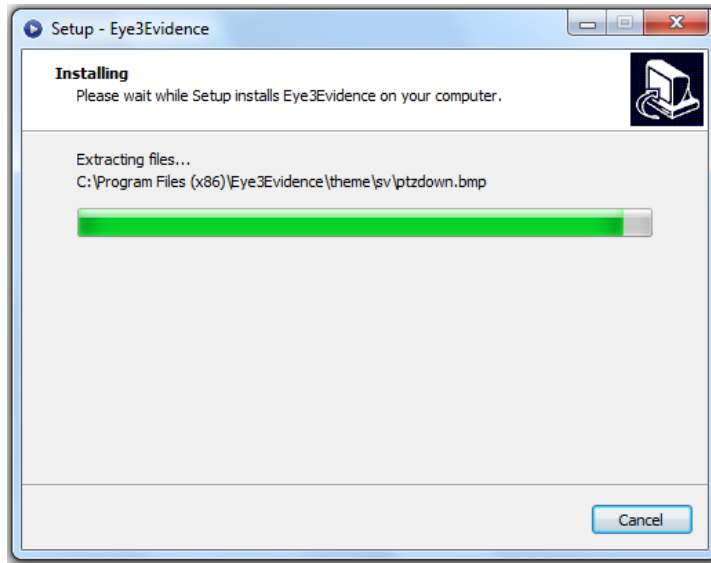 Setup - Eye3Evidence
Installing
Please wait while Setup installs Eye3Evidence on your computer.
Extracting files...
C:\Program Files (x86)\Eye3Evidence\theme\sv\ptzdown.bmp
Cancel